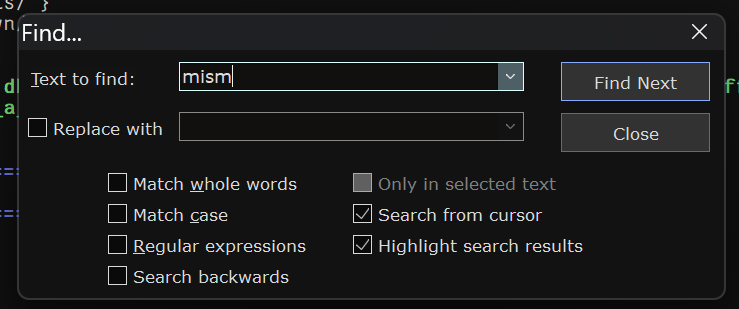 Find...
Text to find: mism
Find Next
Replace with
Close
Match whole words
Only in selected text
Match case
Search from cursor
Regular expressions
Highlight search results
Search backwards